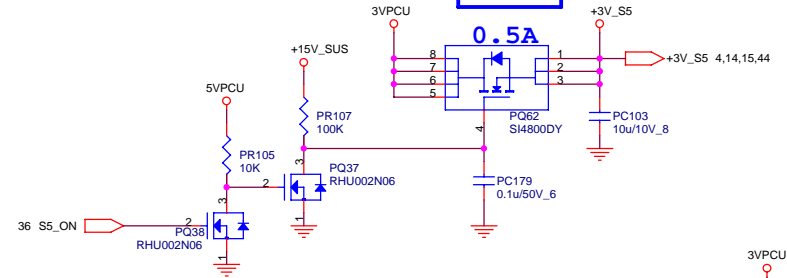 3VPCU
+3V_S5
0.5A
+15V_SUS
8
7
6
5
1
2
3
+3V_S5 4,14,15,44
5VPCU
PR107
100K
4
PQ62
SI4800DY
PC103
10u/10V_8
PR105
10K
3
PQ37
RHU002N06
2
1
PC179
0.1u/50V_6
3
36 S5_ON
2
PQ38
RHU002N06
1
3VPCU